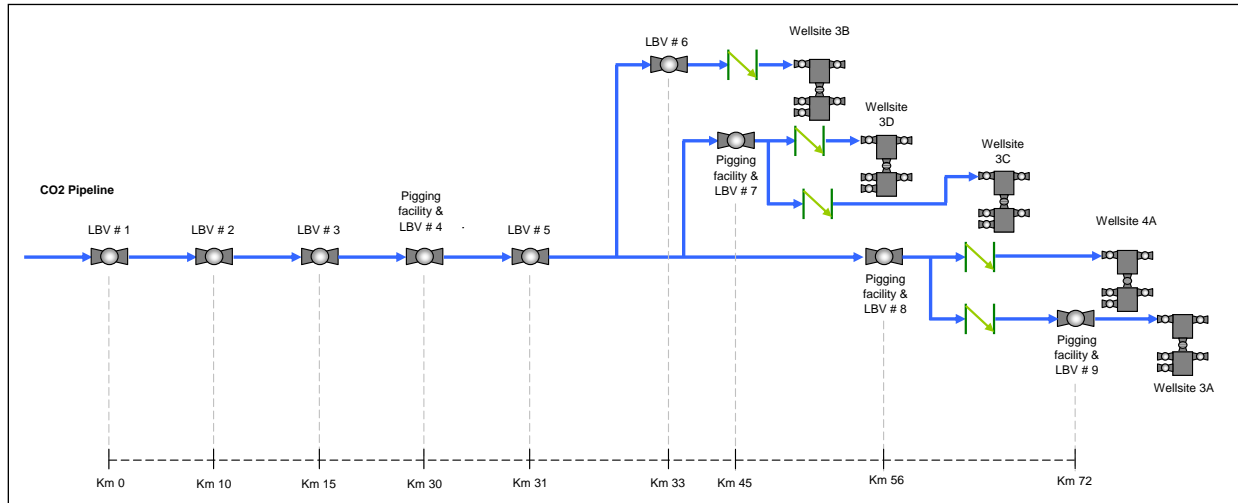 Wellsite 3B
LBV # 6
Wellsite
3D
Wellsite
3C
Pigging
facility &
LBV # 7
CO2 Pipeline
Pigging
facility &
LBV # 4
.
Wellsite 4A
LBV # 1
LBV # 2
LBV # 3
LBV # 5
Pigging
facility &
LBV # 8
Pigging
facility &
LBV # 9
Wellsite 3A
Km 0
Km 10
Km 15
Km 30
Km 31
Km 33
Km 45
Km 56
Km 72